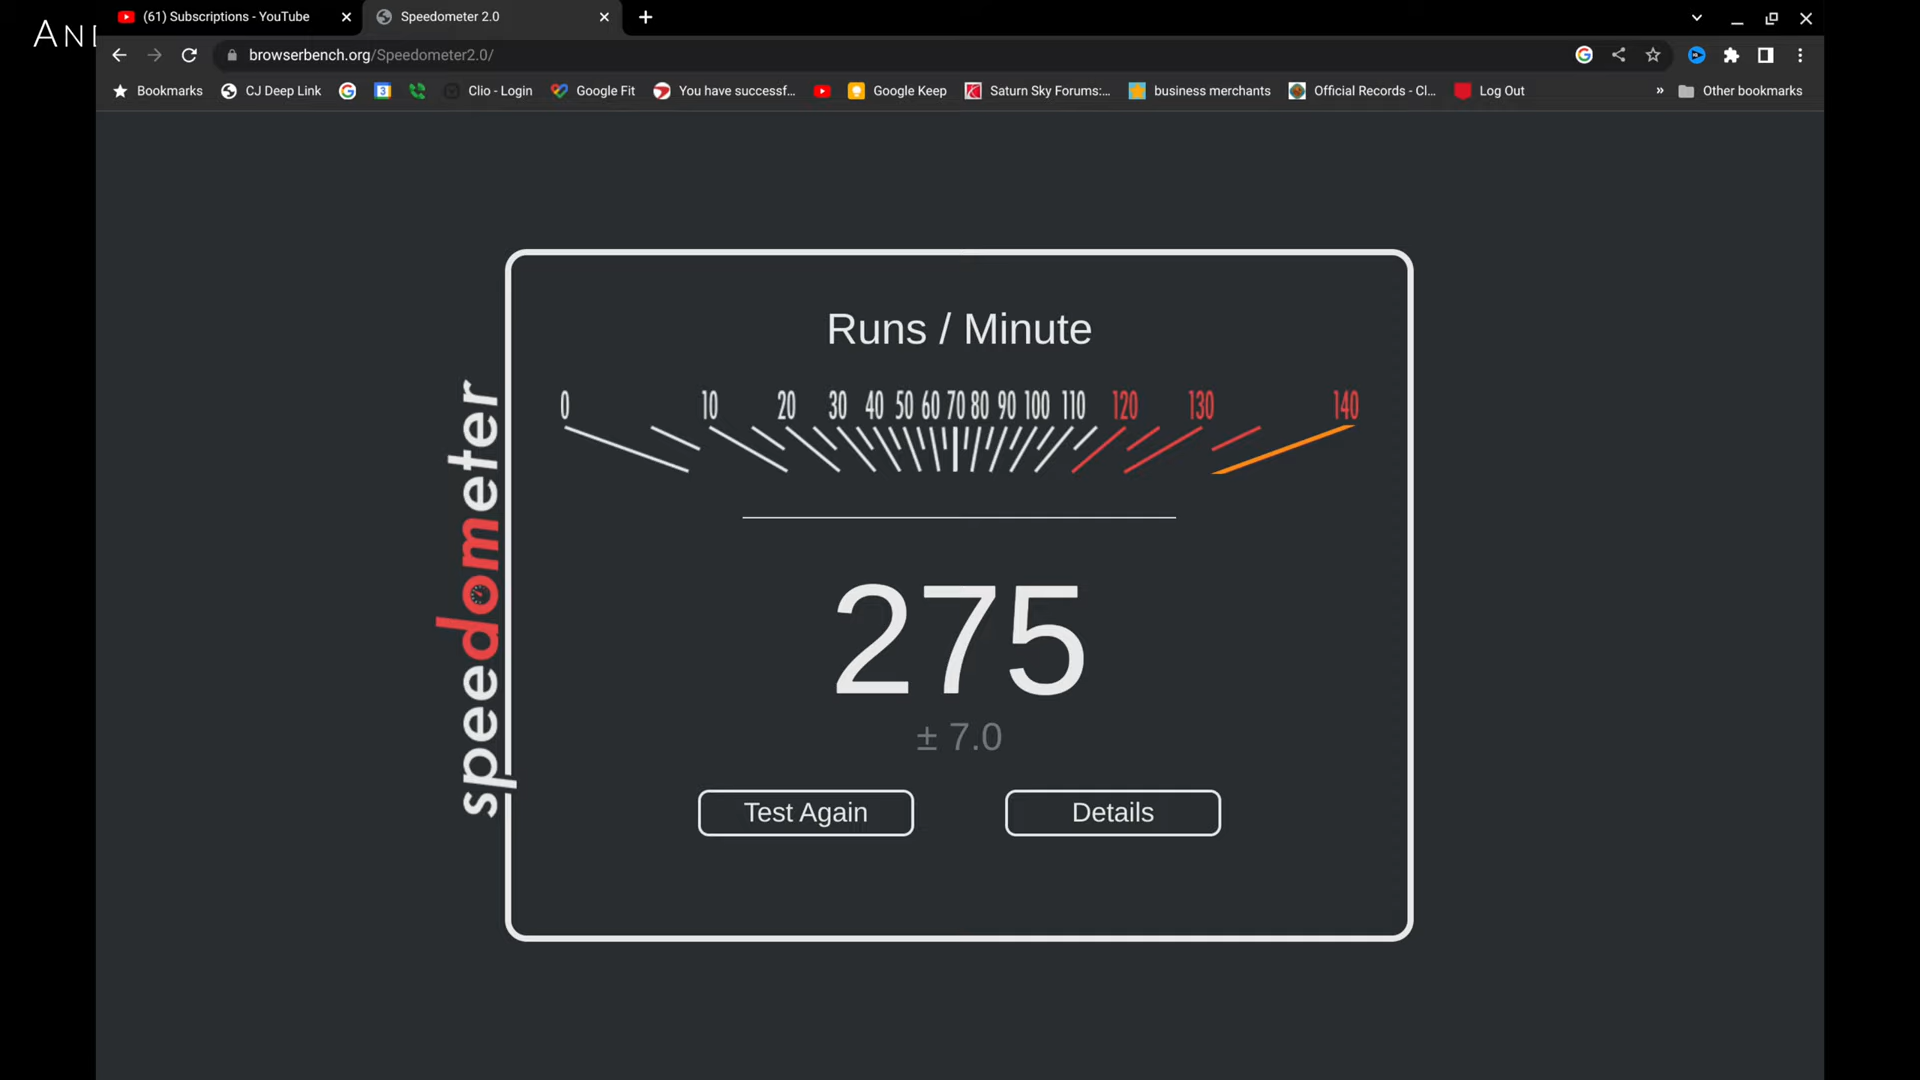 AND
(61) Subscriptions - YouTube
Speedometer 2.0
browserbench.org/Speedometer2.0/
Bookmarks
CJ Deep Link
3
Clio - Login
Google Fit
You have successf...
Google Keep
Saturn Sky Forums:...
business merchants
Official Records - Cl...
Log Out
»
Other bookmarks
Runs / Minute
0 10 20 30 40 50 60 70 80 90 100 110 120 130 140
speedometer
275
± 7.0
Test Again
Details